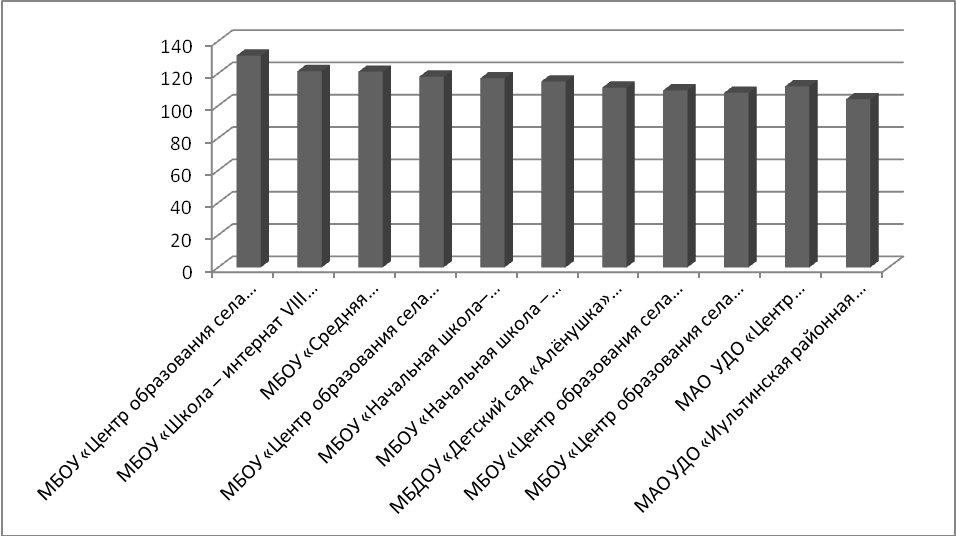 140
120
100
80
60
40
20
0
МБОУ «Центр образования села...
МБОУ «Школа – интернат VIII...
МБОУ «Средняя...
МБОУ «Центр образования села...
МБОУ «Начальная школа–...
МБОУ «Начальная школа –...
МБДОУ «Детский сад «Алёнушка»...
МБОУ «Центр образования села...
МБОУ «Центр образования села...
МАО УДО «Центр...
МАО УДО «Иультинская районная...